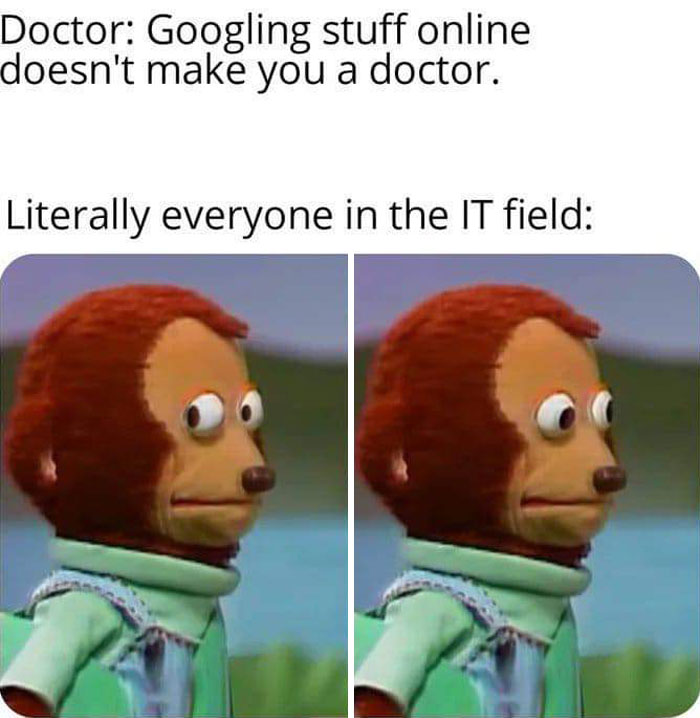 Doctor: Googling stuff online
doesn't make you a doctor.
Literally everyone in the IT field: